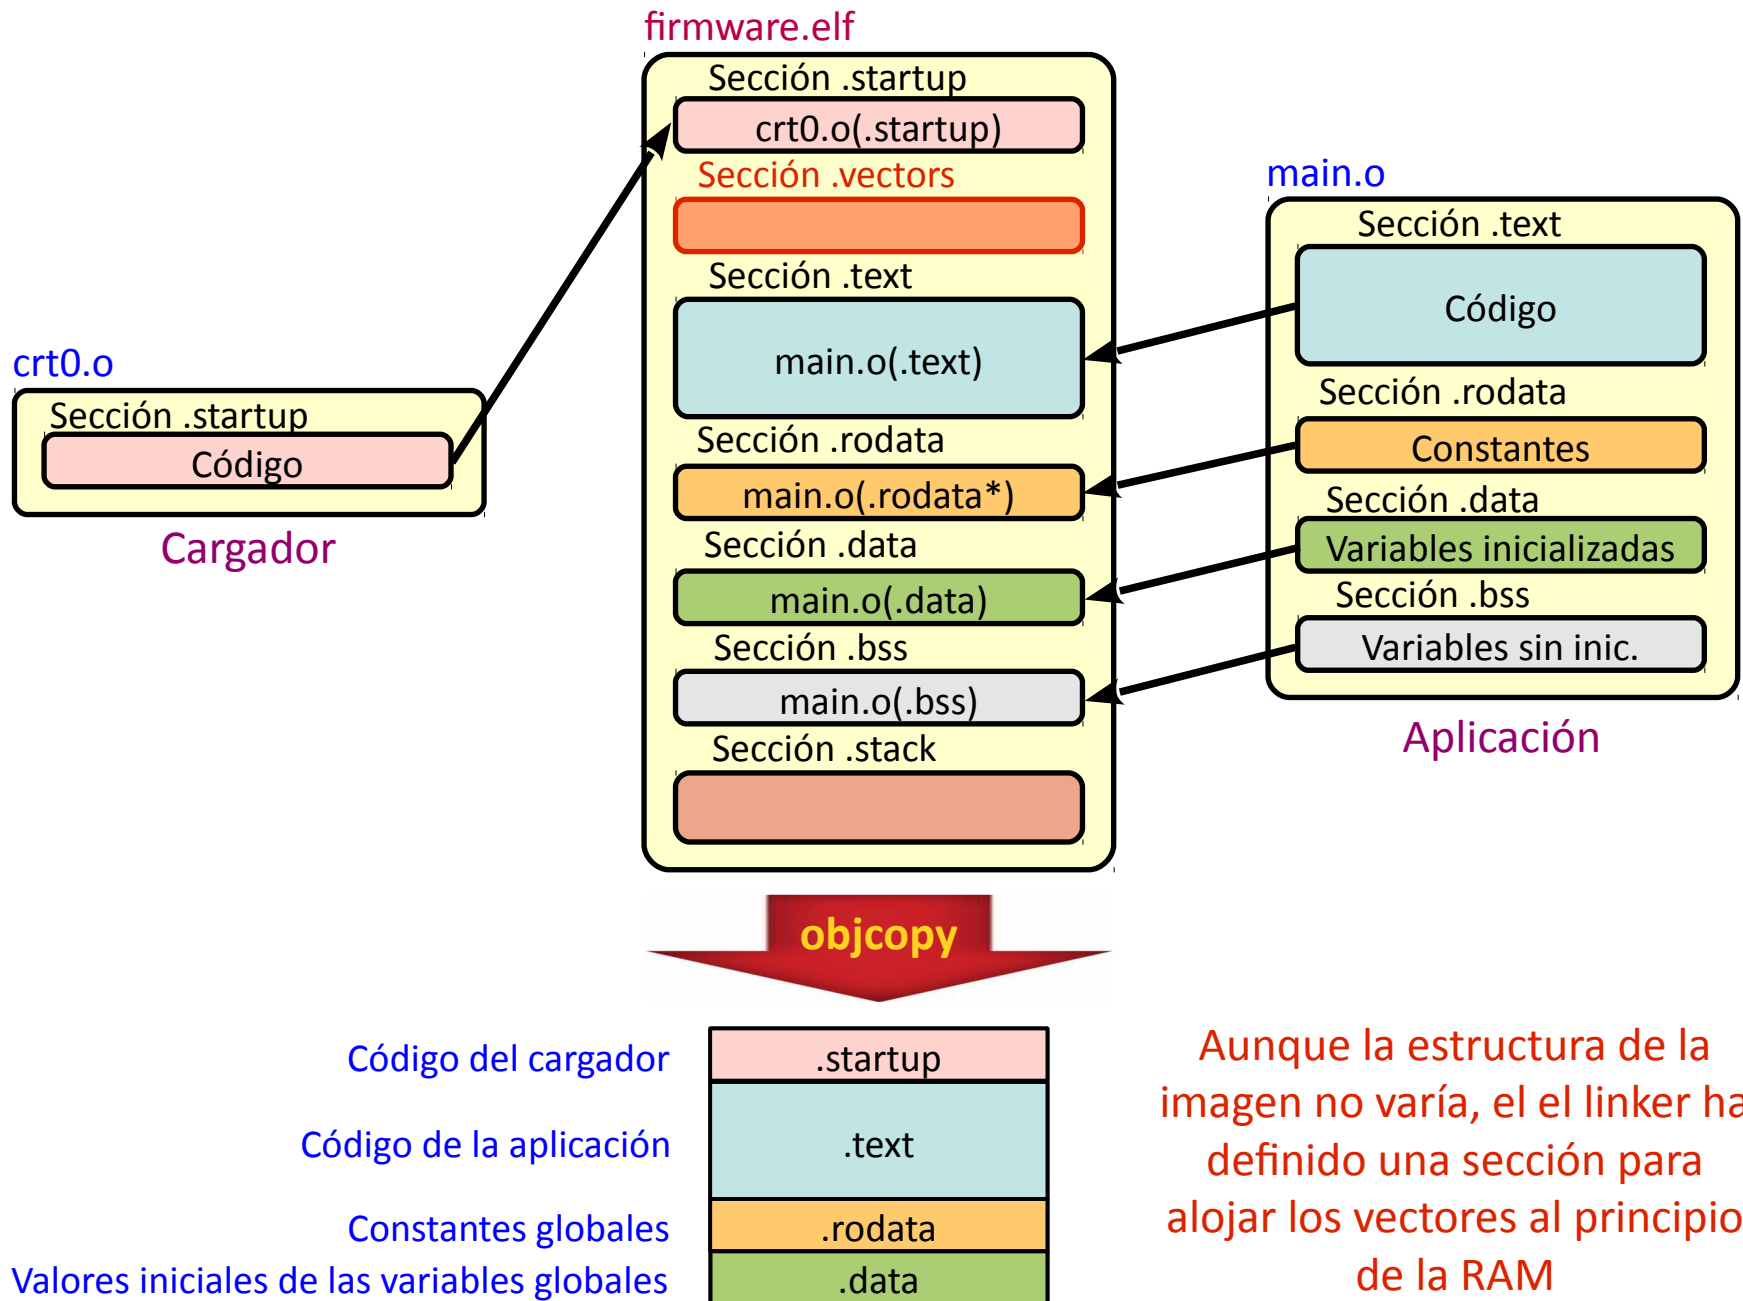 firmware.elf
Sección .startup
crt0.o(.startup)
Sección .vectors
Sección .text
main.o(.text)
Sección .rodata
main.o(.rodata*)
Sección .data
main.o(.data)
Sección .bss
main.o(.bss)
Sección .stack
crt0.o
Sección .startup
Código
Cargador
main.o
Sección .text
Código
Sección .rodata
Constantes
Sección .data
Variables inicializadas
Sección .bss
Variables sin inic.
Aplicación
objcopy
Código del cargador
.startup
Código de la aplicación
.text
Constantes globales
.rodata
Valores iniciales de las variables globales
.data
Aunque la estructura de la
imagen no varía, el el linker ha
definido una sección para
alojar los vectores al principio
de la RAM